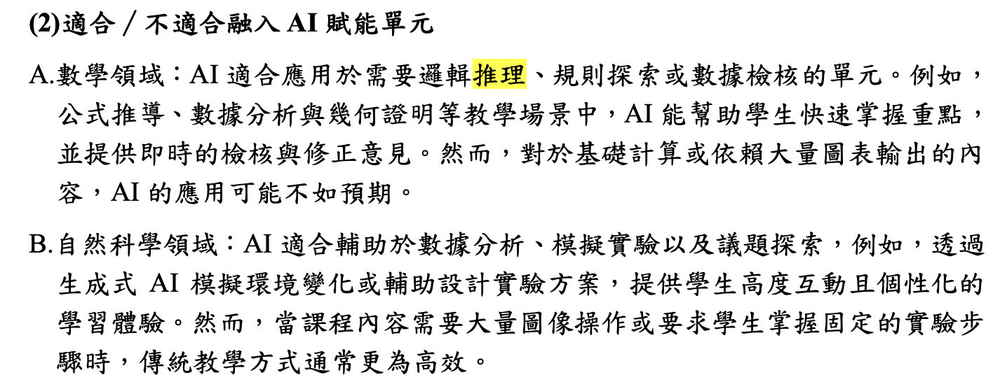 (2)適合／不適合融入 AI 賦能單元
A.數學領域：AI 適合應用於需要邏輯推理、規則探索或數據檢核的單元。例如，
公式推導、數據分析與幾何證明等教學場景中，AI 能幫助學生快速掌握重點，
並提供即時的檢核與修正意見。然而，對於基礎計算或依賴大量圖表輸出的內
容，AI 的應用可能不如預期。
B.自然科學領域：AI 適合輔助於數據分析、模擬實驗以及議題探索，例如，透過
生成式 AI 模擬環境變化或輔助設計實驗方案，提供學生高度互動且個性化的
學習體驗。然而，當課程內容需要大量圖像操作或要求學生掌握固定的實驗步
驟時，傳統教學方式通常更為高效。